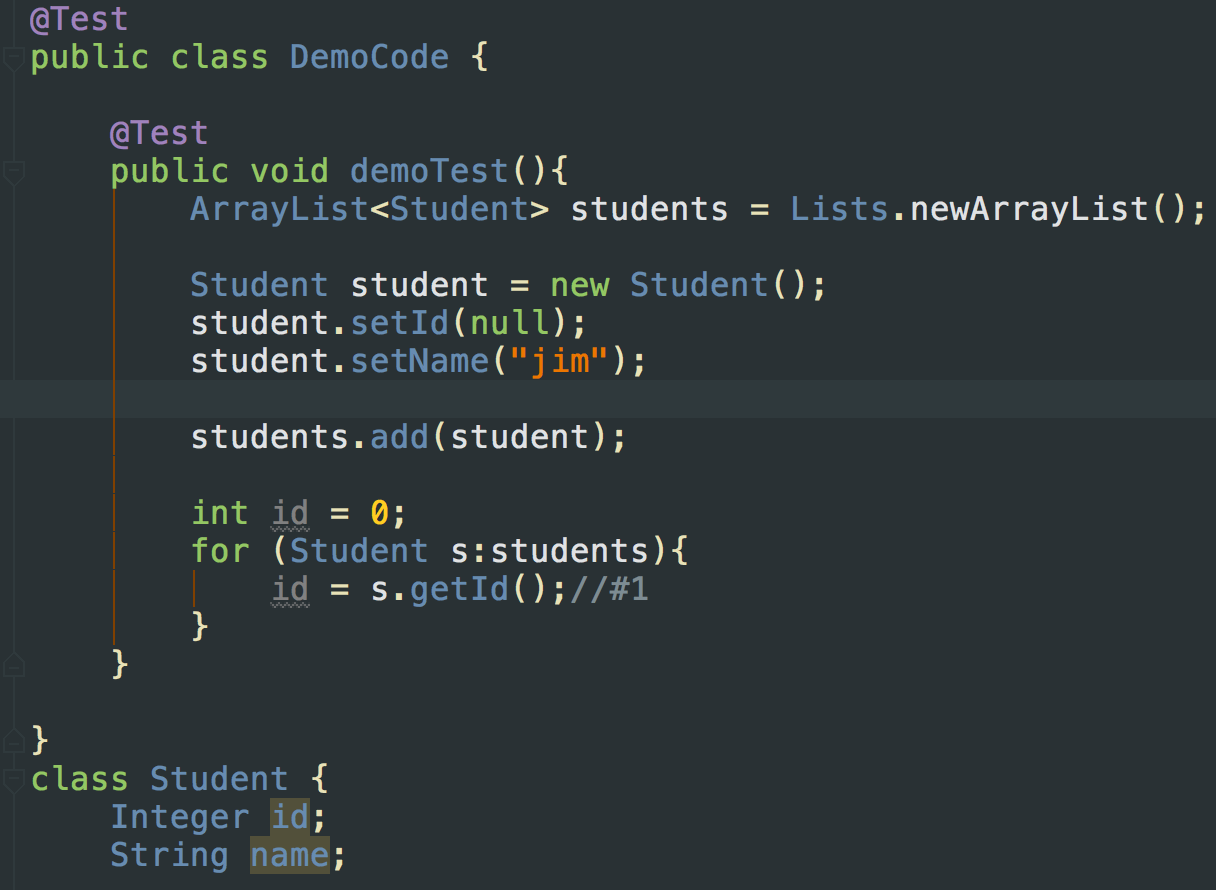 @Test
public class DemoCode {
@Test
public void demoTest(){
ArrayList<Student> students = Lists.newArrayList();
Student student = new Student();
student.setId(null);
student.setName("jim");
students.add(student);
int id = 0;
for (Student s:students){
id = s.getId();//#1
}
}
}
class Student {
Integer id;
String name;